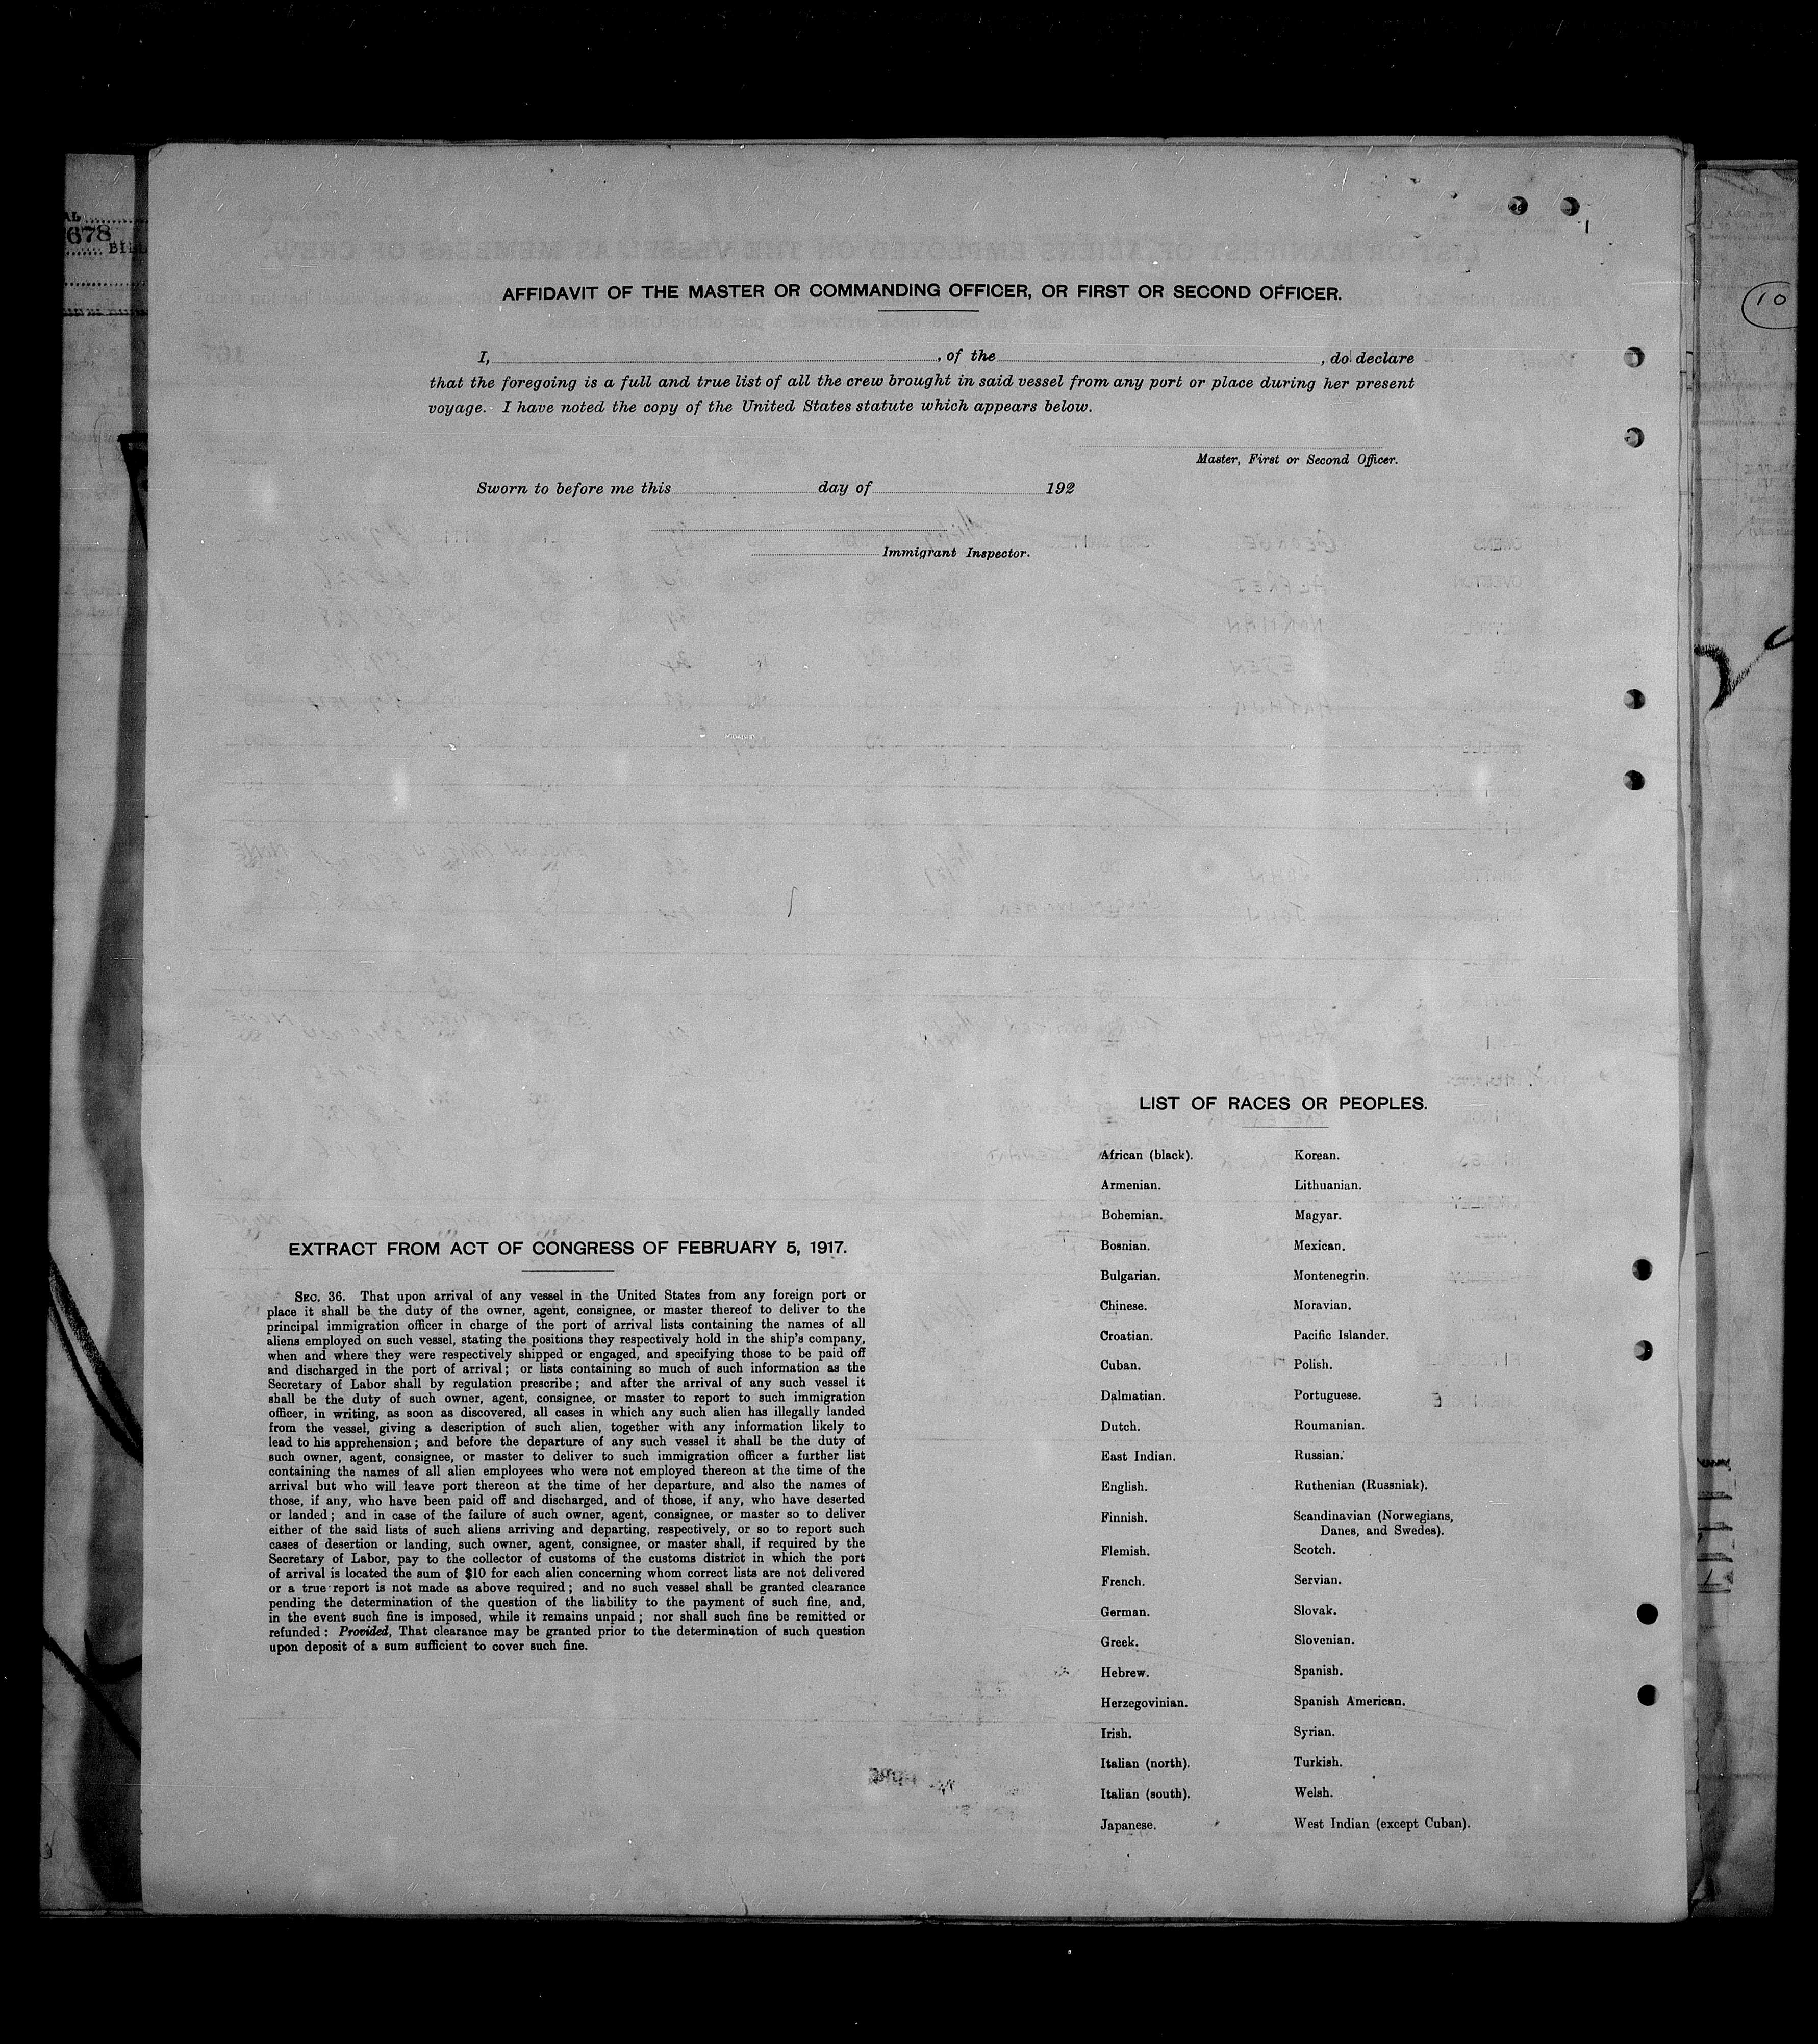 AFFIDAVIT OF THE MASTER OR COMMANDING OFFICER, OR FIRST OR SECOND OFFICER.
I, , of the , do declare
that the foregoing is a full and true list of all the crew brought in said vessel from any port or place during her present
voyage. I have noted the copy of the United States statute which appears below.
Master, First or Second Officer.
Sworn to before me this day of 192
Immigrant Inspector.
EXTRACT FROM ACT OF CONGRESS OF FEBRUARY 5, 1917.
SEC. 36. That upon arrival of any vessel in the United States from any foreign port or
place it shall be the duty of the owner, agent, consignee, or master thereof to deliver to the
principal immigration officer in charge of the port of arrival lists containing the names of all
aliens employed on such vessel, stating the positions they respectively hold in the ship's company,
when and where they were respectively shipped or engaged, and specifying those to be paid off
and discharged in the port of arrival; or lists containing so much of such information as the
Secretary of Labor shall by regulation prescribe; and after the arrival of any such vessel it
shall be the duty of such owner, agent, consignee, or master to report to such immigration
officer, in writing, as soon as discovered, all cases in which any such alien has illegally landed
from the vessel, giving a description of such alien, together with any information likely to
lead to his apprehension; and before the departure of any such vessel it shall be the duty of
such owner, agent, consignee, or master to deliver to such immigration officer a further list
containing the names of all alien employees who were not employed thereon at the time of the
arrival but who will leave port thereon at the time of her departure, and also the names of
those, if any, who have been paid off and discharged, and of those, if any, who have deserted
or landed; and in case of the failure of such owner, agent, consignee, or master so to deliver
either of the said lists of such aliens arriving and departing, respectively, or so to report such
cases of desertion or landing, such owner, agent, consignee, or master shall, if required by the
Secretary of Labor, pay to the collector of customs of the customs district in which the port
of arrival is located the sum of $10 for each alien concerning whom correct lists are not delivered
or a true report is not made as above required; and no such vessel shall be granted clearance
pending the determination of the question of the liability to the payment of such fine, and,
in the event such fine is imposed, while it remains unpaid; nor shall such fine be remitted or
refunded: Provided, That clearance may be granted prior to the determination of such question
upon deposit of a sum sufficient to cover such fine.
LIST OF RACES OR PEOPLES.
African (black). Korean.
Armenian. Lithuanian.
Bohemian. Magyar.
Bosnian. Mexican.
Bulgarian. Montenegrin.
Chinese. Moravian.
Croatian. Pacific Islander.
Cuban. Polish.
Dalmatian. Portuguese.
Dutch. Roumanian.
East Indian. Russian.
English. Ruthenian (Russniak).
Finnish. Scandinavian (Norwegians,
Danes, and Swedes).
Flemish. Scotch.
French. Servian.
German. Slovak.
Greek. Slovenian.
Hebrew. Spanish.
Herzegovinian. Spanish American.
Irish. Syrian.
Italian (north). Turkish.
Italian (south). Welsh.
Japanese. West Indian (except Cuban).
678
10